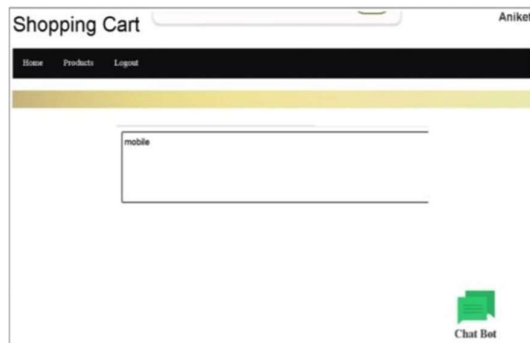 Shopping Cart
Aniket
Home Products Logout
mobile
Chat Bot